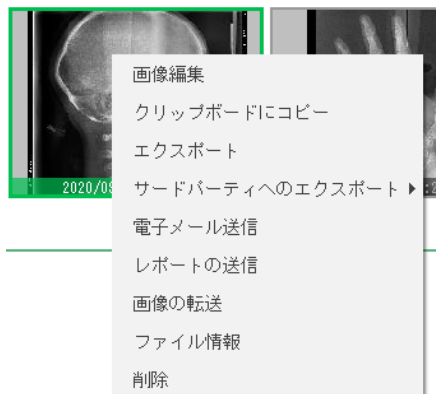 画像編集
クリップボードにコピー
エクスポート
2020/09
サードパーティへのエクスポート
電子メール送信
レポートの送信
画像の転送
ファイル情報
削除